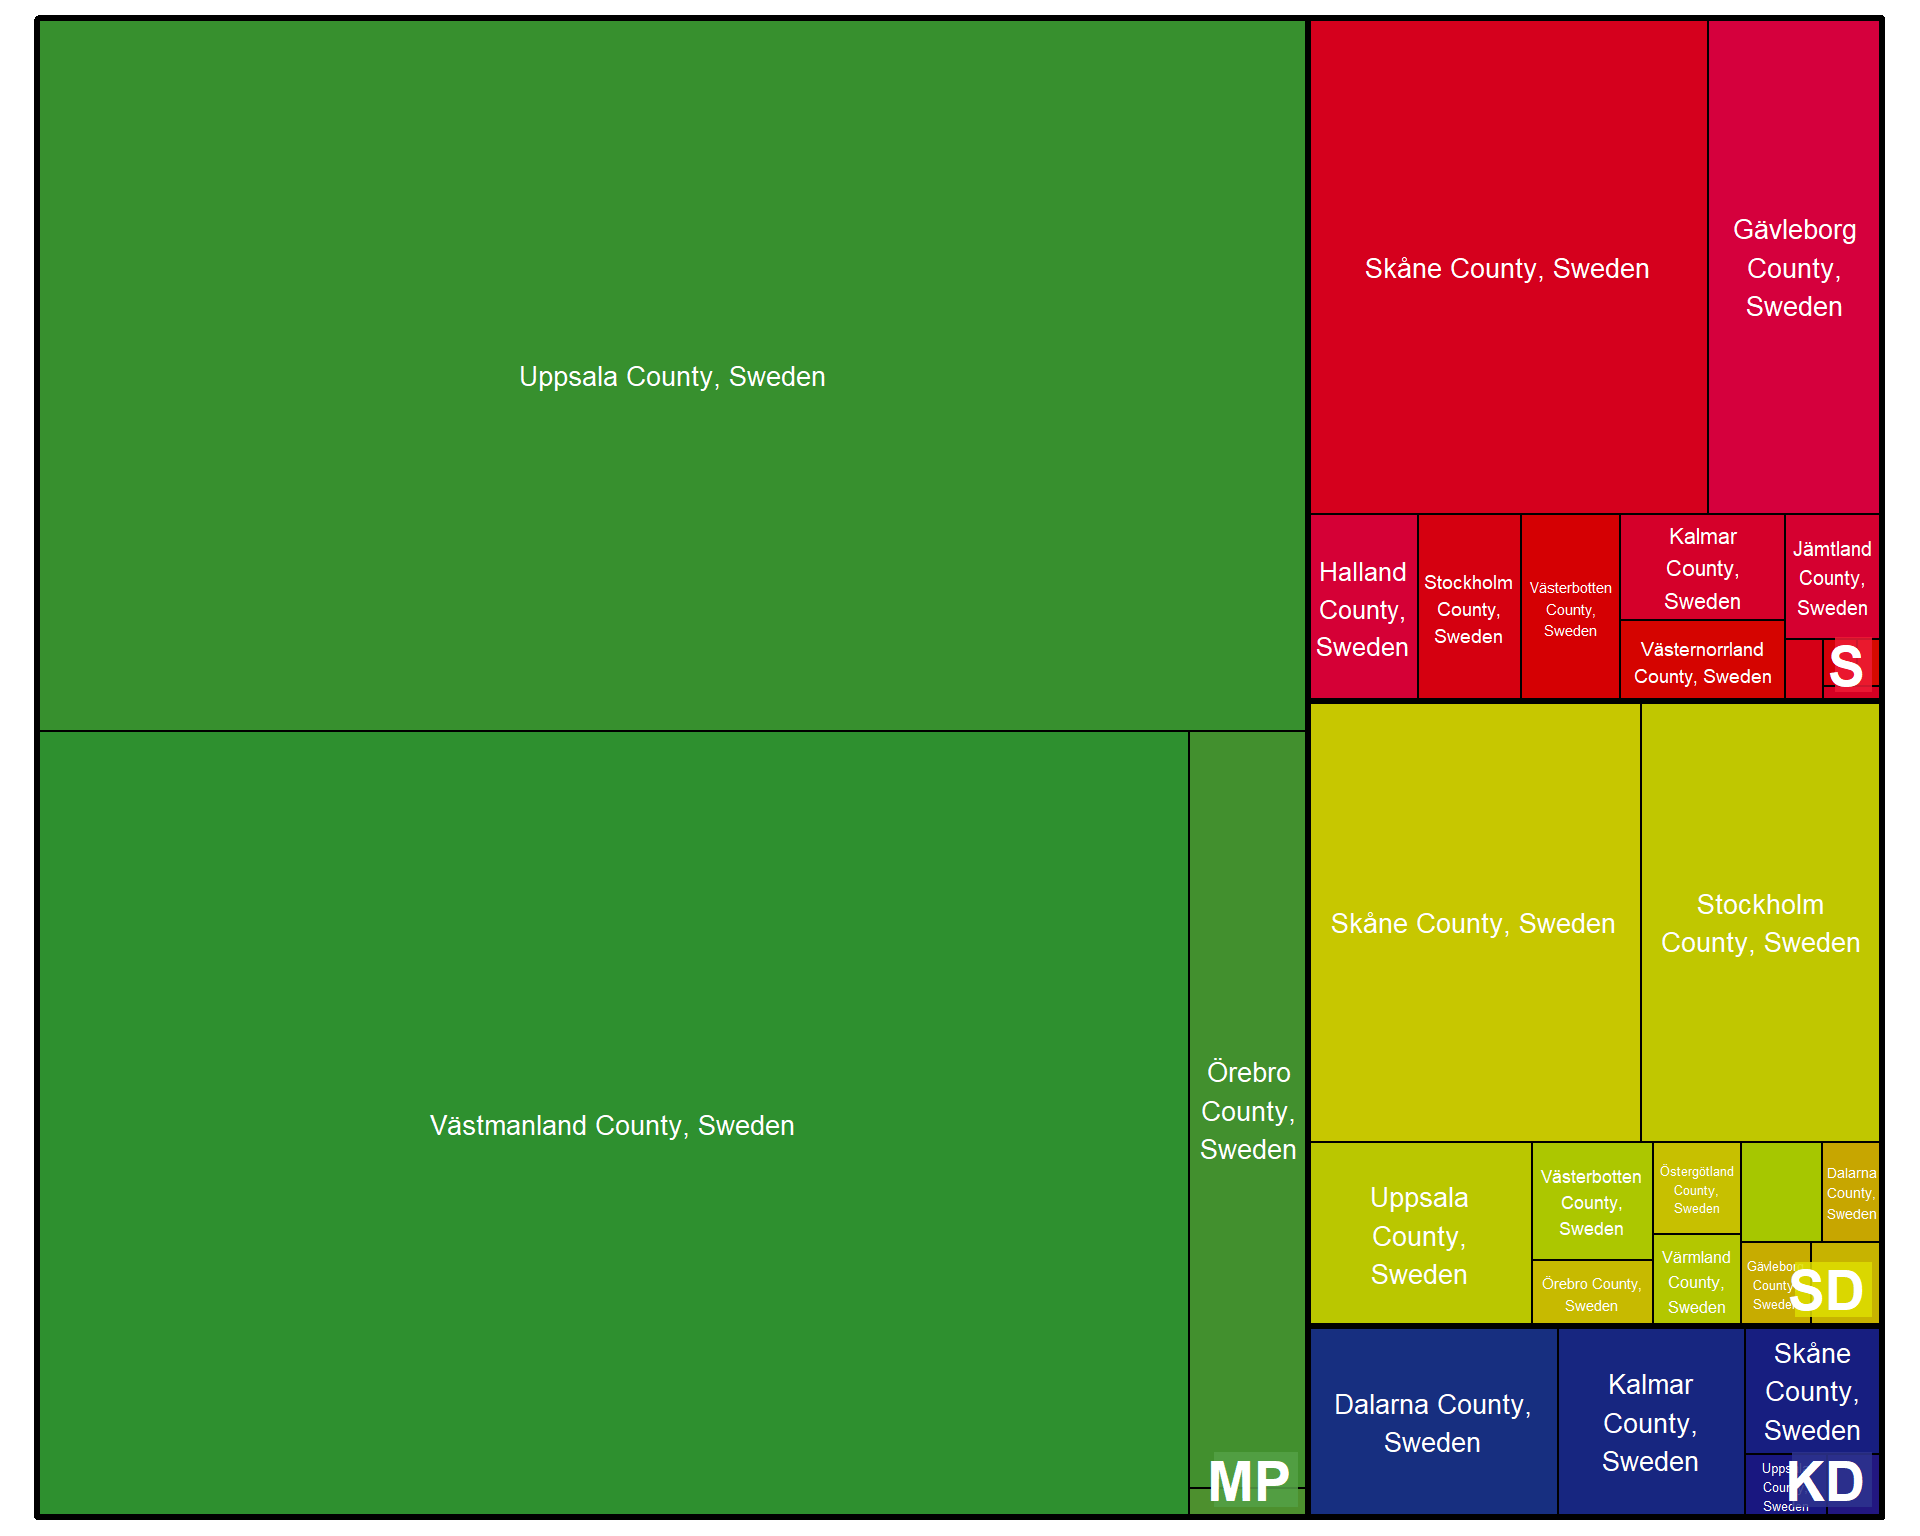 Uppsala County, Sweden
Västmanland County, Sweden
Örebro
County,
Sweden
MP
Skåne County, Sweden
Gävleborg
County,
Sweden
Halland
County,
Sweden
Stockholm
County,
Sweden
Västerbotten
County,
Sweden
Kalmar
County,
Sweden
Västernorrland
County, Sweden
Jämtland
County,
Sweden
S
Skåne County, Sweden
Stockholm
County, Sweden
Uppsala
County,
Sweden
Västerbotten
County,
Sweden
Örebro County,
Sweden
Östergötland
County,
Sweden
Värmland
County,
Sweden
Dalarna
County,
Sweden
Gävleborg
County,
Sweden
SD
Dalarna County,
Sweden
Kalmar
County,
Sweden
Skåne
County,
Sweden
Uppsala
County,
Sweden
KD